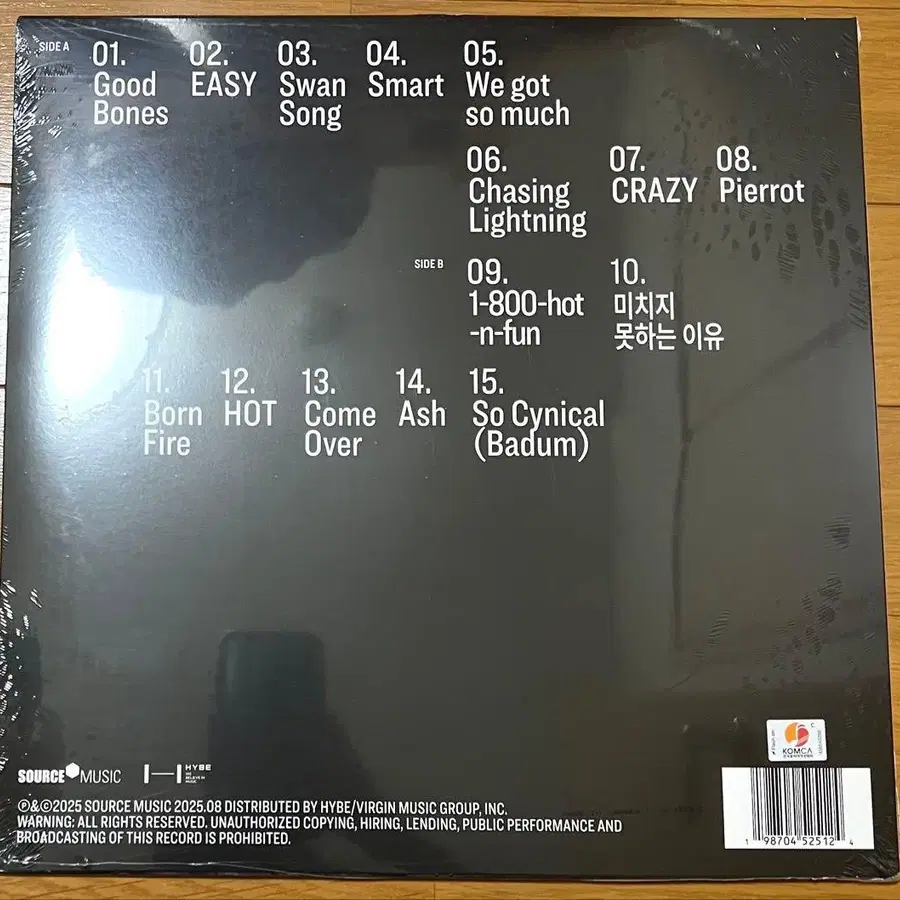 SIDE A
01.
Good
Bones
02.
EASY
03.
Swan
Song
04.
Smart
05.
We got
so much
06.
Chasing
Lightning
07.
CRAZY
08.
Pierrot
SIDE B
09.
1-800-hot
-n-fun
10.
미치지
못하는 이유
11.
Born
Fire
12.
HOT
13.
Come
Over
14.
Ash
15.
So Cynical
(Badum)
SOURCE MUSIC
HYBE
WE
BELIEVE IN
MUSIC
℗&©2025 SOURCE MUSIC 2025.08 DISTRIBUTED BY HYBE/VIRGIN MUSIC GROUP, INC.
WARNING: ALL RIGHTS RESERVED. UNAUTHORIZED COPYING, HIRING, LENDING, PUBLIC PERFORMANCE AND
BROADCASTING OF THIS RECORD IS PROHIBITED.
KOMCA
1 98704 52512 4